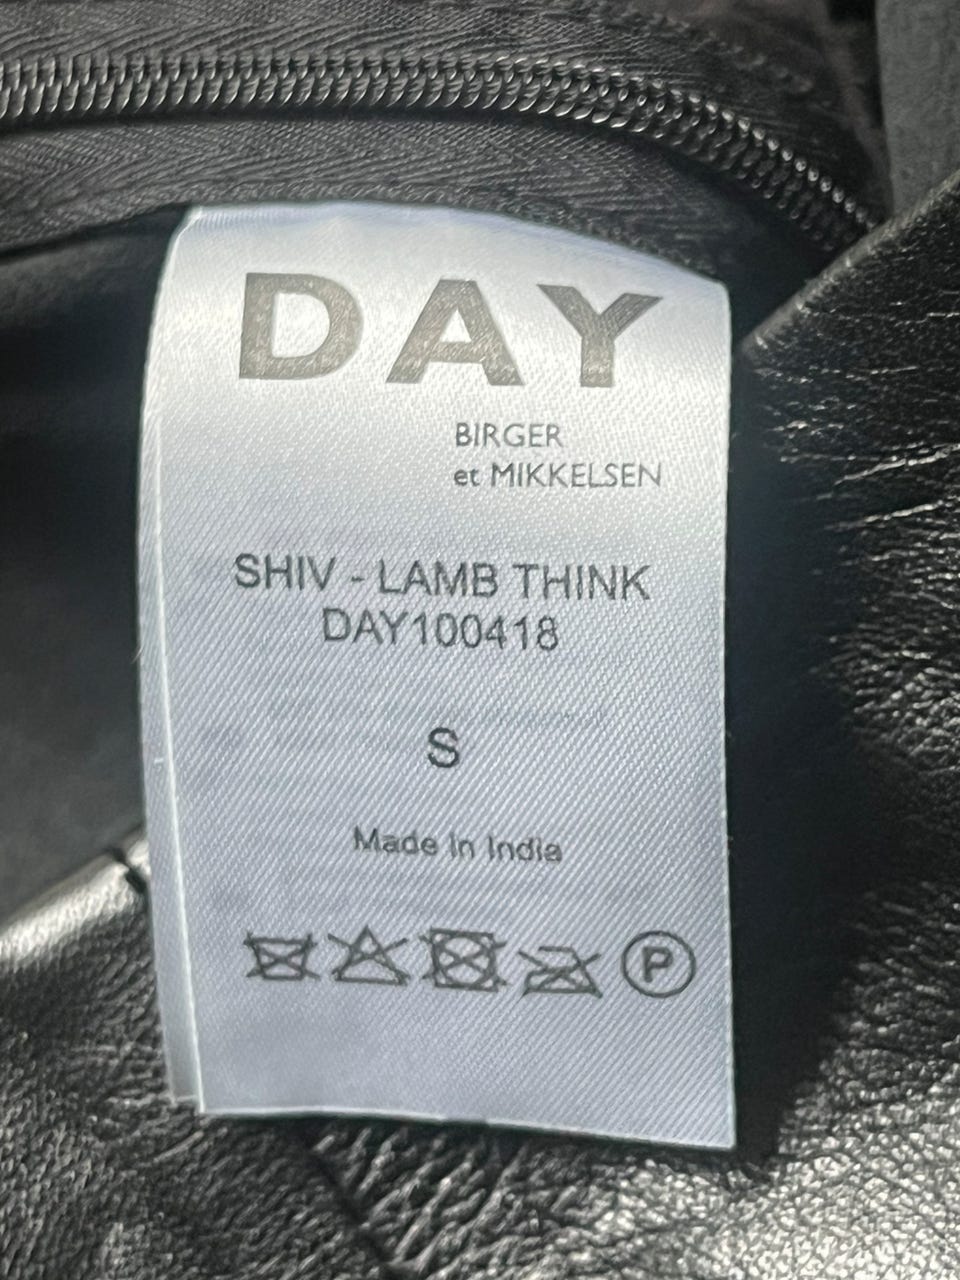 DAY
BIRGER
et MIKKELSEN
SHIV - LAMB THINK
DAY100418
S
Made in India
P